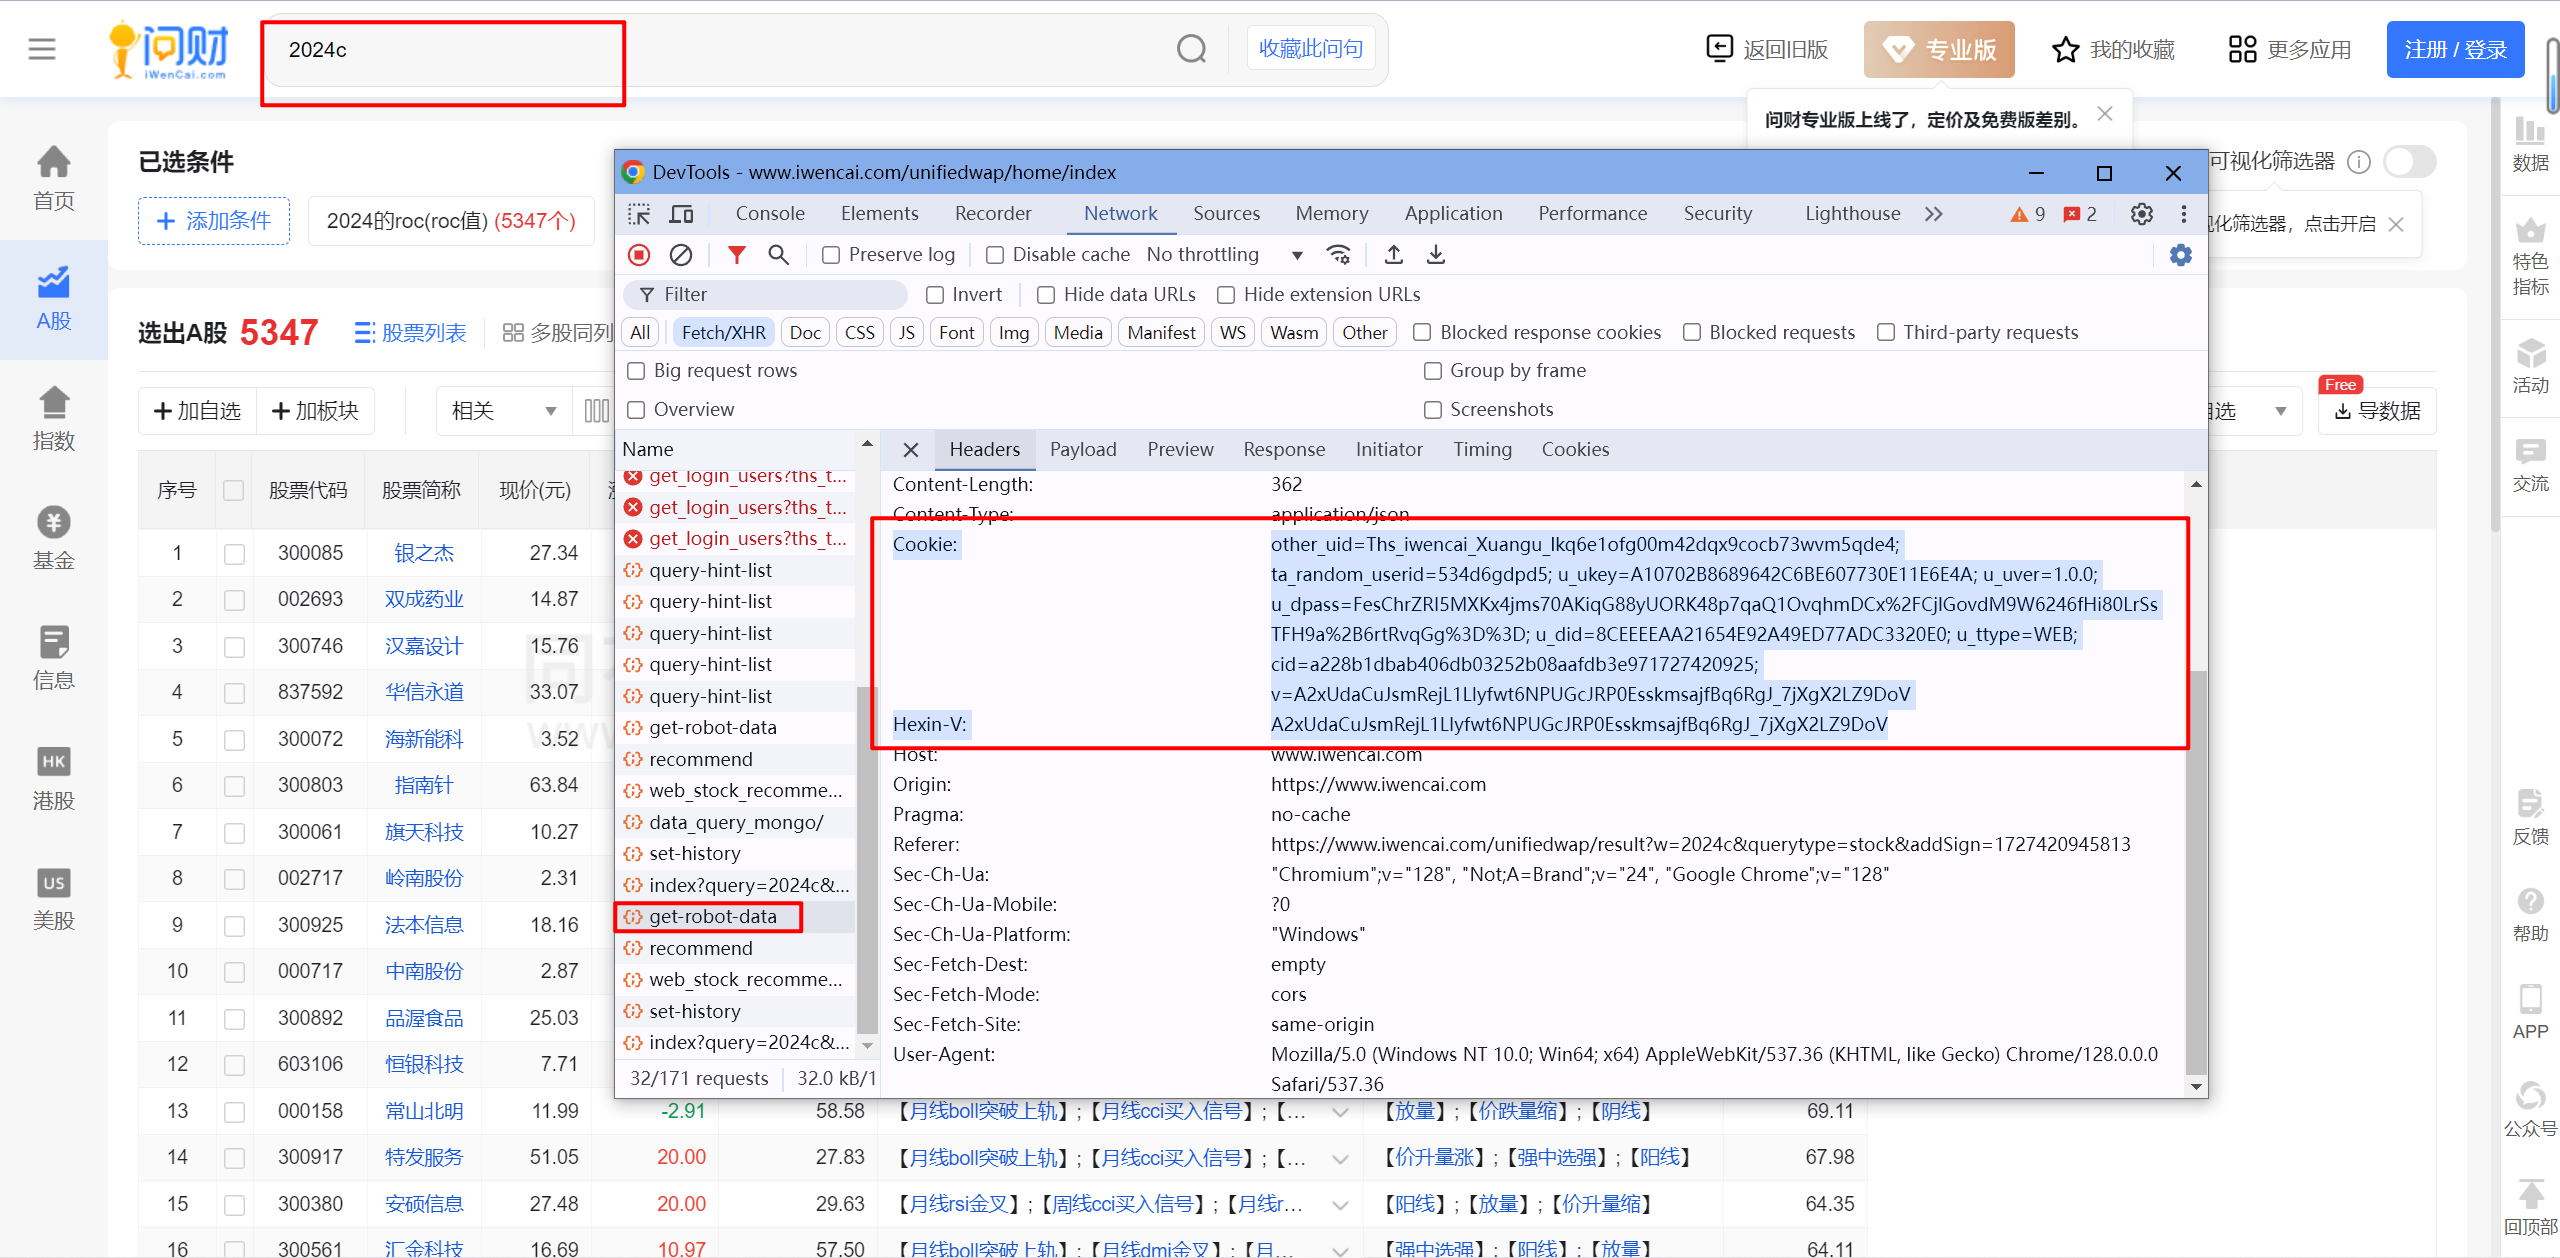 问财
iWenCai.com
2024c
收藏此问句
返回旧版
专业版
我的收藏
更多应用
注册 / 登录
问财专业版上线了，定价及免费版差别。
首页
A股
指数
基金
信息
HK
港股
US
美股
已选条件
添加条件
2024的roc(roc值) (5347个)
可视化筛选器
化筛选器，点击开启
选出A股 5347
股票列表
多股同列
加自选
加板块
相关
选
Free
导数据
序号 股票代码 股票简称 现价(元)
1 300085 银之杰 27.34
2 002693 双成药业 14.87
3 300746 汉嘉设计 15.76
4 837592 华信永道 33.07
5 300072 海新能科 3.52
6 300803 指南针 63.84
7 300061 旗天科技 10.27
8 002717 岭南股份 2.31
9 300925 法本信息 18.16
10 000717 中南股份 2.87
11 300892 品渥食品 25.03
12 603106 恒银科技 7.71
13 000158 常山北明 11.99 -2.91 58.58 【月线boll突破上轨】;【月线cci买入信号】;【... 【放量】;【价跌量缩】;【阴线】 69.11
14 300917 特发服务 51.05 20.00 27.83 【月线boll突破上轨】;【月线cci买入信号】;【... 【价升量涨】;【强中选强】;【阳线】 67.98
15 300380 安硕信息 27.48 20.00 29.63 【月线rsi金叉】;【周线cci买入信号】;【月线r... 【阳线】;【放量】;【价升量缩】 64.35
16 300561 汇金科技 16.69 10.97 57.50 【月线boll突破上轨】;【月线dmi金叉】;【月... 【强中选强】;【阳线】;【放量】 64.11
DevTools - www.iwencai.com/unifiedwap/home/index
Console Elements Recorder Network Sources Memory Application Performance Security Lighthouse 9 2
Preserve log Disable cache No throttling
Filter Invert Hide data URLs Hide extension URLs
All Fetch/XHR Doc CSS JS Font Img Media Manifest WS Wasm Other Blocked response cookies Blocked requests Third-party requests
Big request rows Group by frame
Overview Screenshots
Name
get_login_users?ths_t...
get_login_users?ths_t...
get_login_users?ths_t...
query-hint-list
query-hint-list
query-hint-list
query-hint-list
query-hint-list
get-robot-data
recommend
web_stock_recomme...
data_query_mongo/
set-history
index?query=2024c&...
get-robot-data
recommend
web_stock_recomme...
set-history
index?query=2024c&...
32/171 requests 32.0 kB/1
Headers Payload Preview Response Initiator Timing Cookies
Content-Length: 362
Content-Type: application/json
Cookie: other_uid=Ths_iwencai_Xuangu_lkq6e1ofg00m42dqx9cocb73wvm5qde4;
ta_random_userid=534d6gdpd5; u_ukey=A10702B8689642C6BE607730E11E6E4A; u_uver=1.0.0;
u_dpass=FesChrZRI5MXKx4jms70AKiqG88yUORK48p7qaQ1OvqhmDCx%2FCjIGovdM9W6246fHi80LrSs
TFH9a%2B6rtRvqGg%3D%3D; u_did=8CEEEEAA21654E92A49ED77ADC3320E0; u_ttype=WEB;
cid=a228b1dbab406db03252b08aafdb3e971727420925;
v=A2xUdaCuJsmRejL1LIyfwt6NPUGcJRP0EsskmsajfBq6RgJ_7jXgX2LZ9DoV
Hexin-V: A2xUdaCuJsmRejL1LIyfwt6NPUGcJRP0EsskmsajfBq6RgJ_7jXgX2LZ9DoV
Host: www.iwencai.com
Origin: https://www.iwencai.com
Pragma: no-cache
Referer: https://www.iwencai.com/unifiedwap/result?w=2024c&querytype=stock&addSign=1727420945813
Sec-Ch-Ua: "Chromium";v="128", "Not;A=Brand";v="24", "Google Chrome";v="128"
Sec-Ch-Ua-Mobile: ?0
Sec-Ch-Ua-Platform: "Windows"
Sec-Fetch-Dest: empty
Sec-Fetch-Mode: cors
Sec-Fetch-Site: same-origin
User-Agent: Mozilla/5.0 (Windows NT 10.0; Win64; x64) AppleWebKit/537.36 (KHTML, like Gecko) Chrome/128.0.0.0
Safari/537.36
数据
特色
指标
活动
交流
反馈
帮助
APP
公众号
回顶部